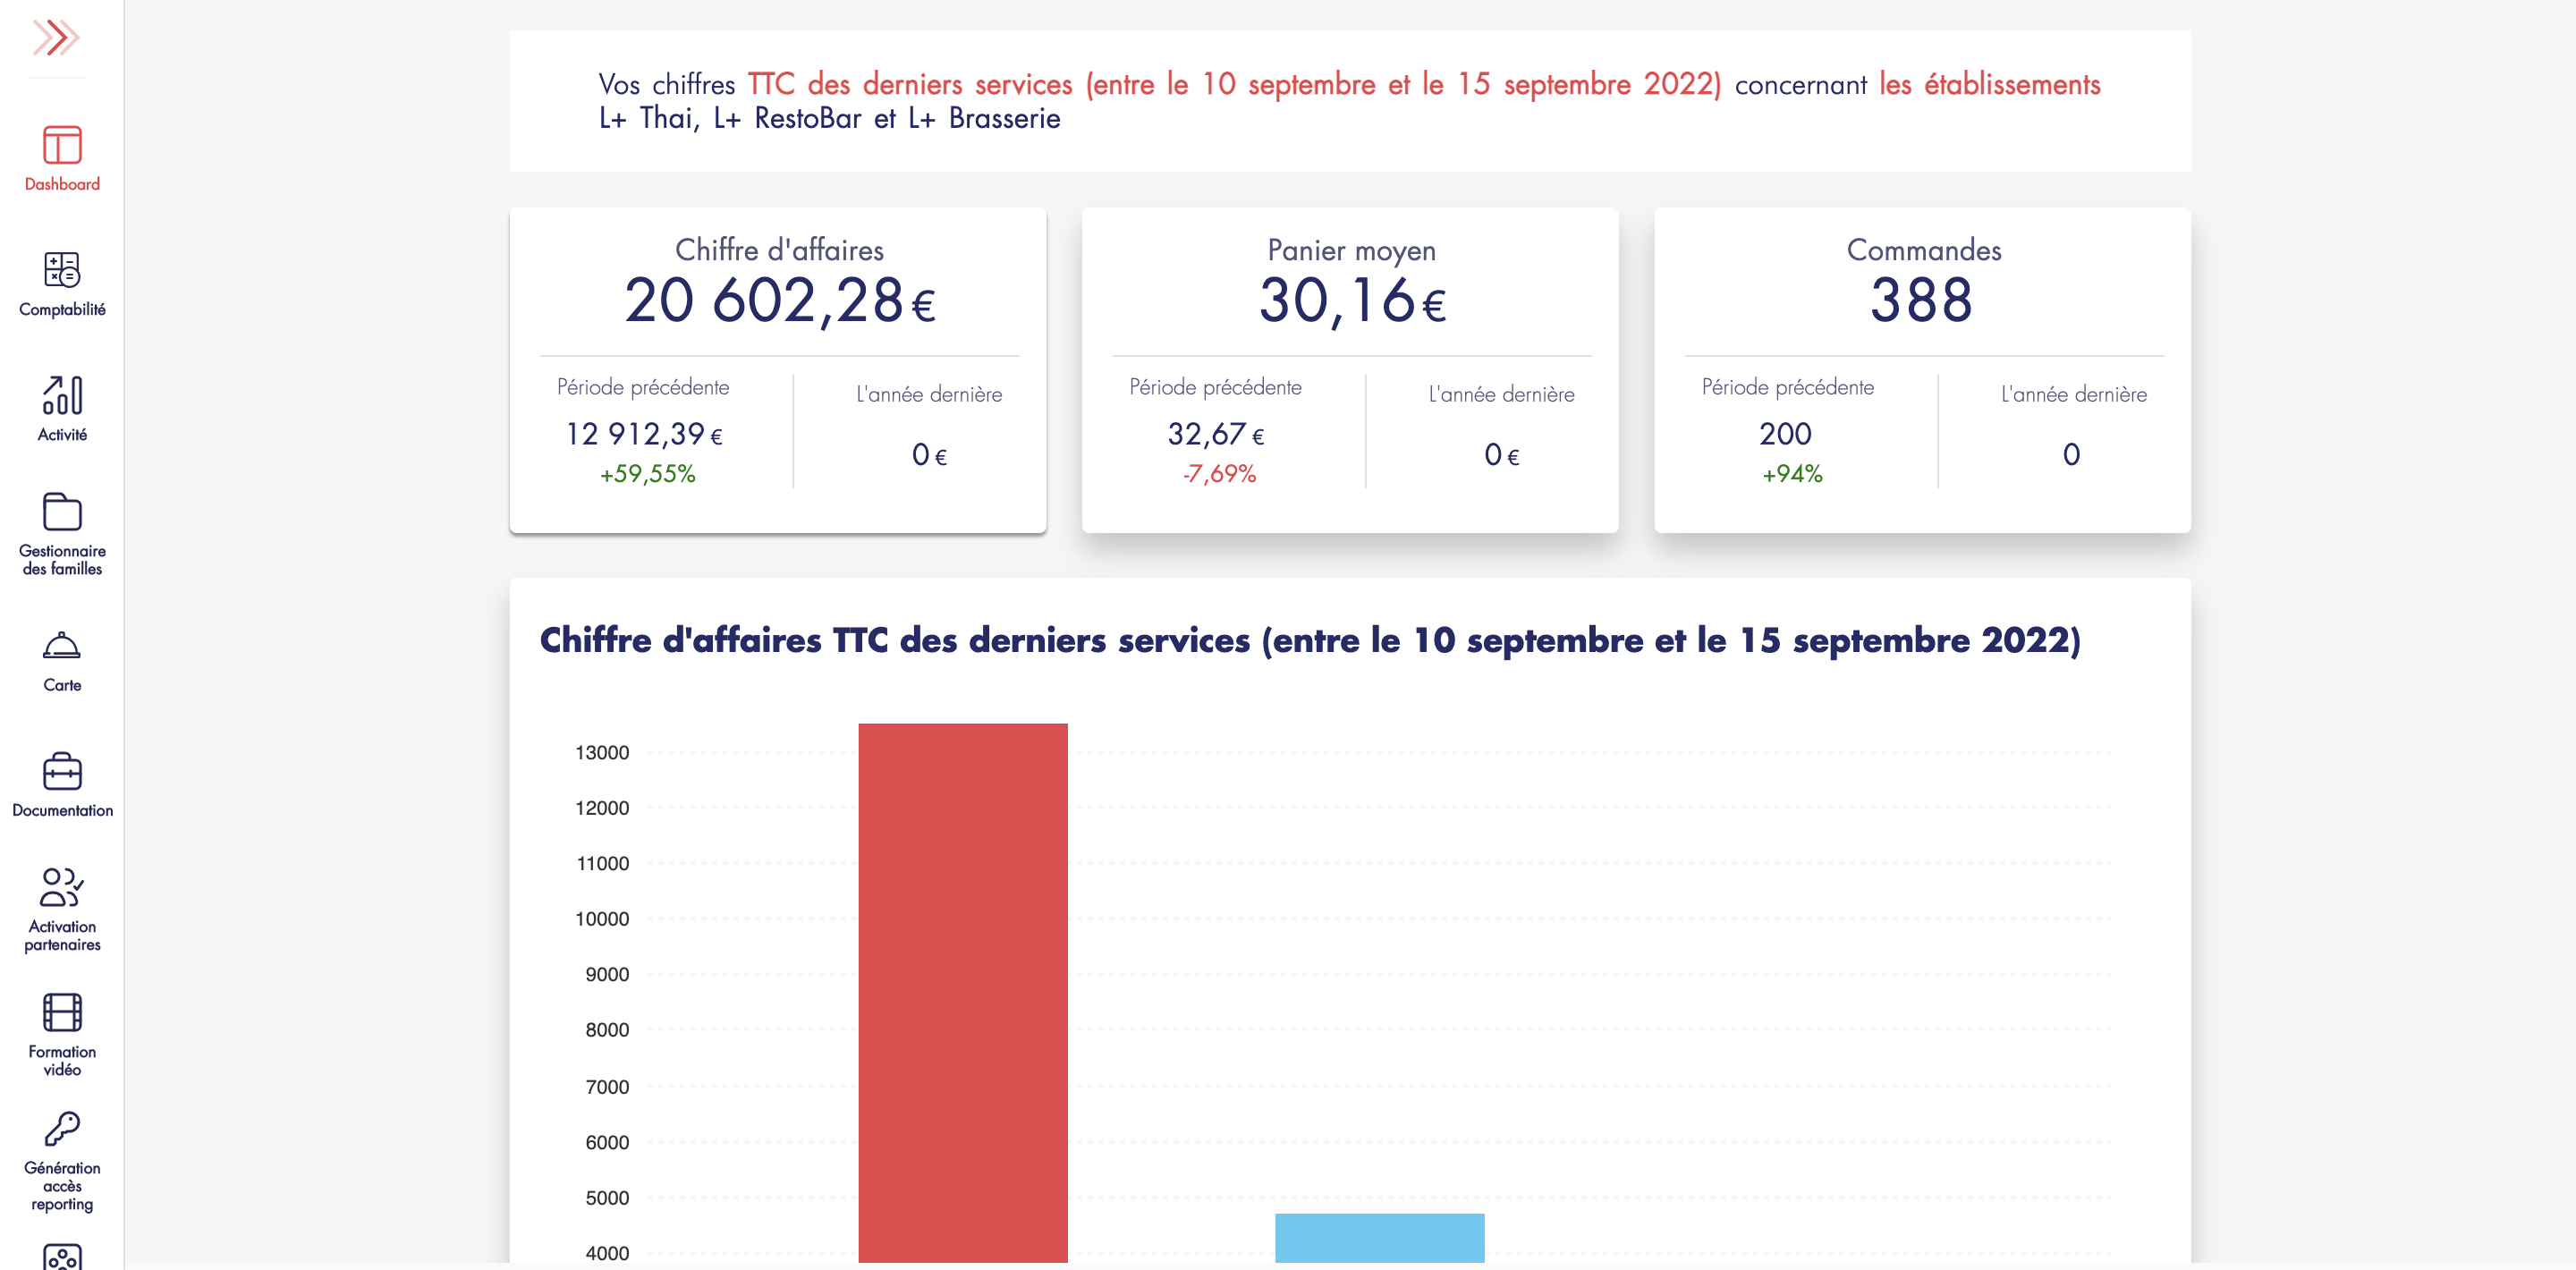 Dashboard
Comptabilité
Activité
Gestionnaire
des familles
Carte
Documentation
Activation
partenaires
Formation
vidéo
Génération
accès
reporting
Vos chiffres TTC des derniers services (entre le 10 septembre et le 15 septembre 2022) concernant les établissements
L+ Thai, L+ RestoBar et L+ Brasserie
Chiffre d'affaires
20 602,28 €
Période précédente
12 912,39 €
+59,55%
L'année dernière
0 €
Panier moyen
30,16 €
Période précédente
32,67 €
-7,69%
L'année dernière
0 €
Commandes
388
Période précédente
200
+94%
L'année dernière
0
Chiffre d'affaires TTC des derniers services (entre le 10 septembre et le 15 septembre 2022)
13000
12000
11000
10000
9000
8000
7000
6000
5000
4000